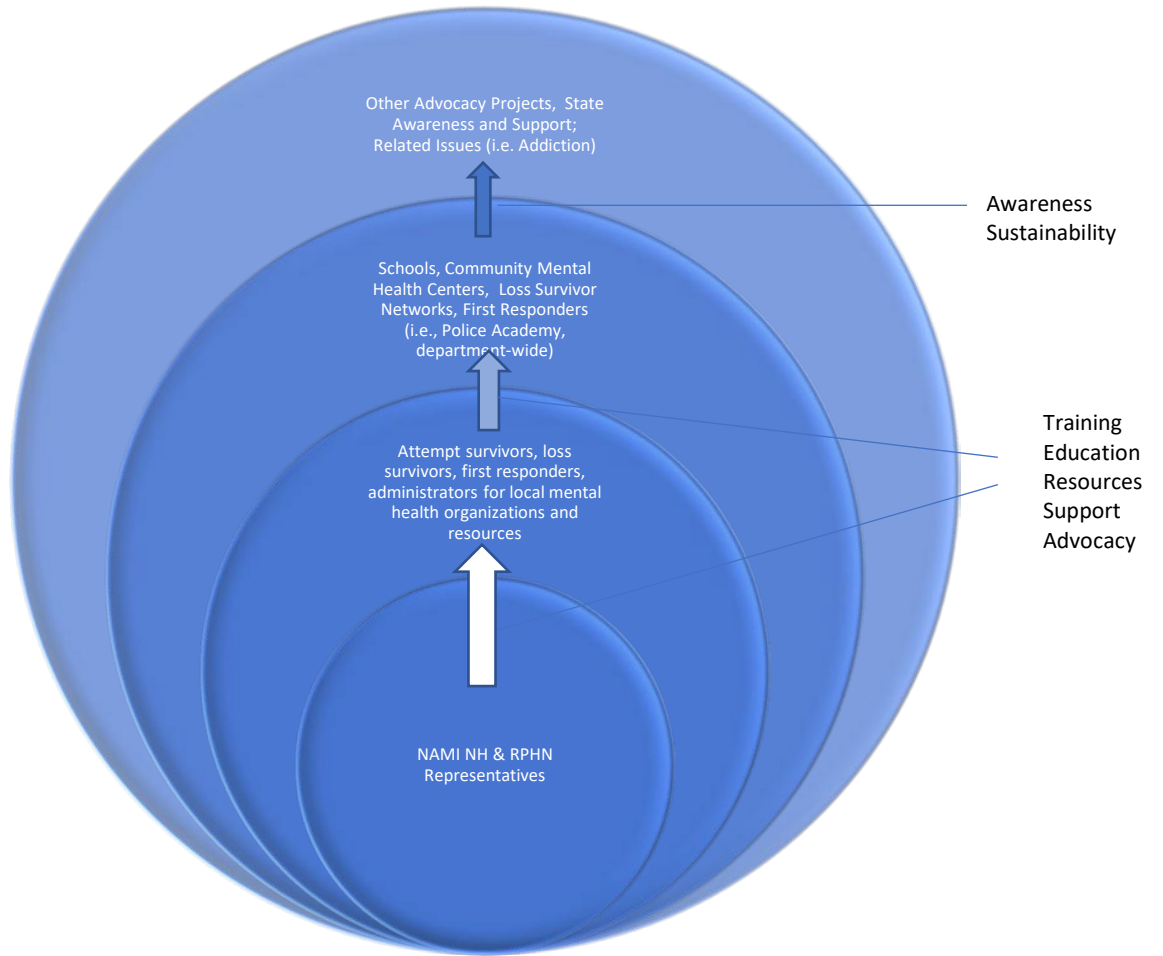 Other Advocacy Projects, State
Awareness and Support;
Related Issues (i.e. Addiction)
Awareness
Sustainability
Schools, Community Mental
Health Centers, Loss Survivor
Networks, First Responders
(i.e., Police Academy,
department-wide)
Training
Education
Resources
Support
Advocacy
Attempt survivors, loss
survivors, first responders,
administrators for local mental
health organizations and
resources
NAMI NH & RPHN
Representatives